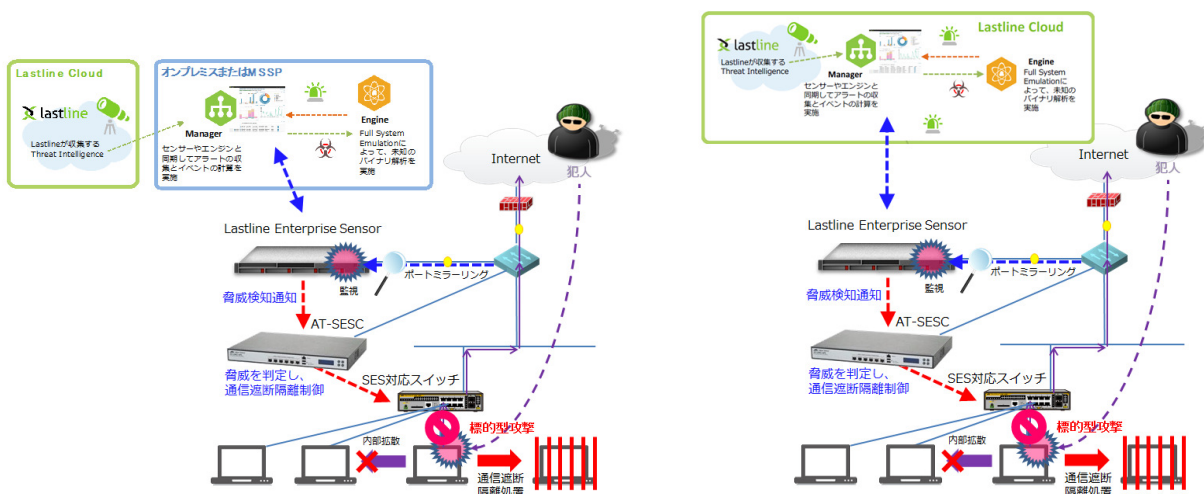 Lastline Cloud
オンプレミスまたはMSSP
lastline
Lastlineが収集する
Threat Intelligence
Manager
センサーやエンジンと
同期してアラートの収
集とイベントの計算を
実施
Engine
Full System
Emulationに
よって、未知の
バイナリ解析を
実施
Internet
犯人
Lastline Enterprise Sensor
監視
ポートミラーリング
脅威検知通知
AT-SESC
脅威を判定し、
通信遮断隔離制御
SES対応スイッチ
標的型攻撃
内部拡散
通信遮断
隔離処置
Lastline Cloud
lastline
Lastlineが収集する
Threat Intelligence
Manager
センサーやエンジンと
同期してアラートの収
集とイベントの計算を
実施
Engine
Full System
Emulationに
よって、未知の
バイナリ解析を
実施
Internet
犯人
Lastline Enterprise Sensor
監視
ポートミラーリング
脅威検知通知
AT-SESC
脅威を判定し、
通信遮断隔離制御
SES対応スイッチ
標的型攻撃
内部拡散
通信遮断
隔離処置